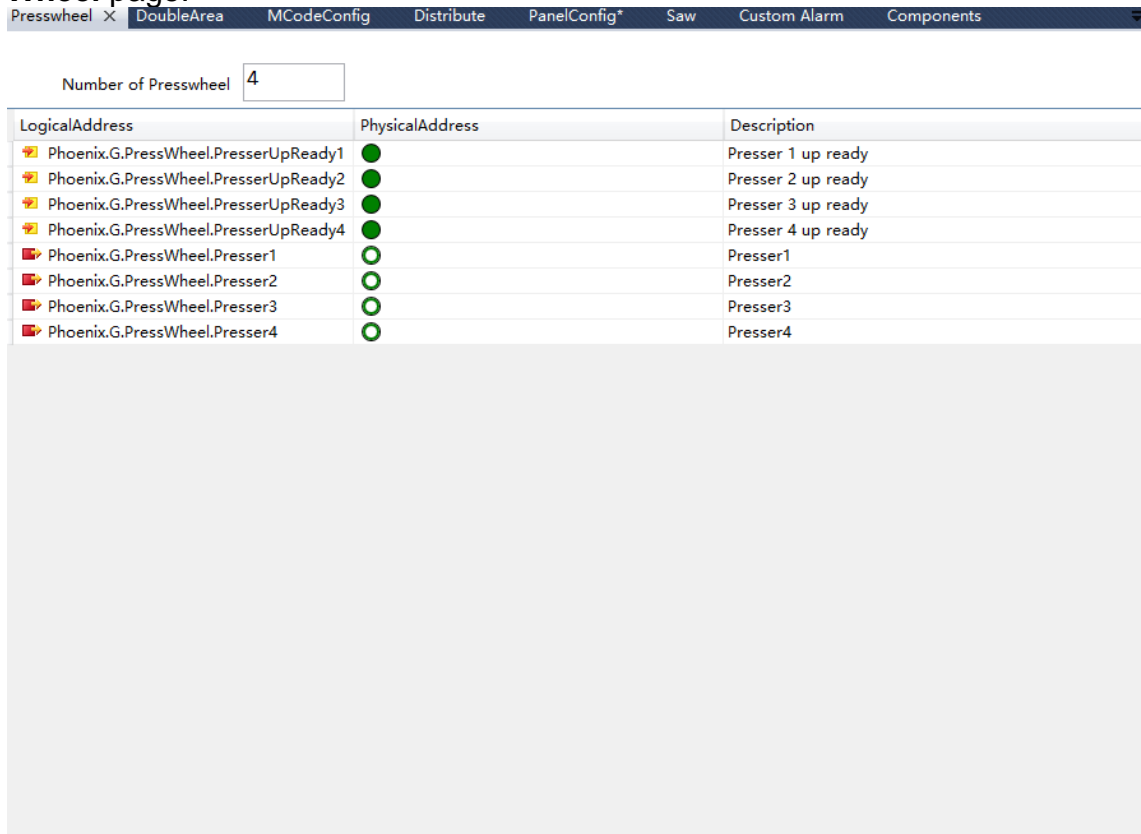 page.
Presswheel × DoubleArea MCodeConfig Distribute PanelConfig* Saw Custom Alarm Components
Number of Presswheel 4
LogicalAddress PhysicalAddress Description
Phoenix.G.PressWheel.PresserUpReady1 Presser 1 up ready
Phoenix.G.PressWheel.PresserUpReady2 Presser 2 up ready
Phoenix.G.PressWheel.PresserUpReady3 Presser 3 up ready
Phoenix.G.PressWheel.PresserUpReady4 Presser 4 up ready
Phoenix.G.PressWheel.Presser1 Presser1
Phoenix.G.PressWheel.Presser2 Presser2
Phoenix.G.PressWheel.Presser3 Presser3
Phoenix.G.PressWheel.Presser4 Presser4